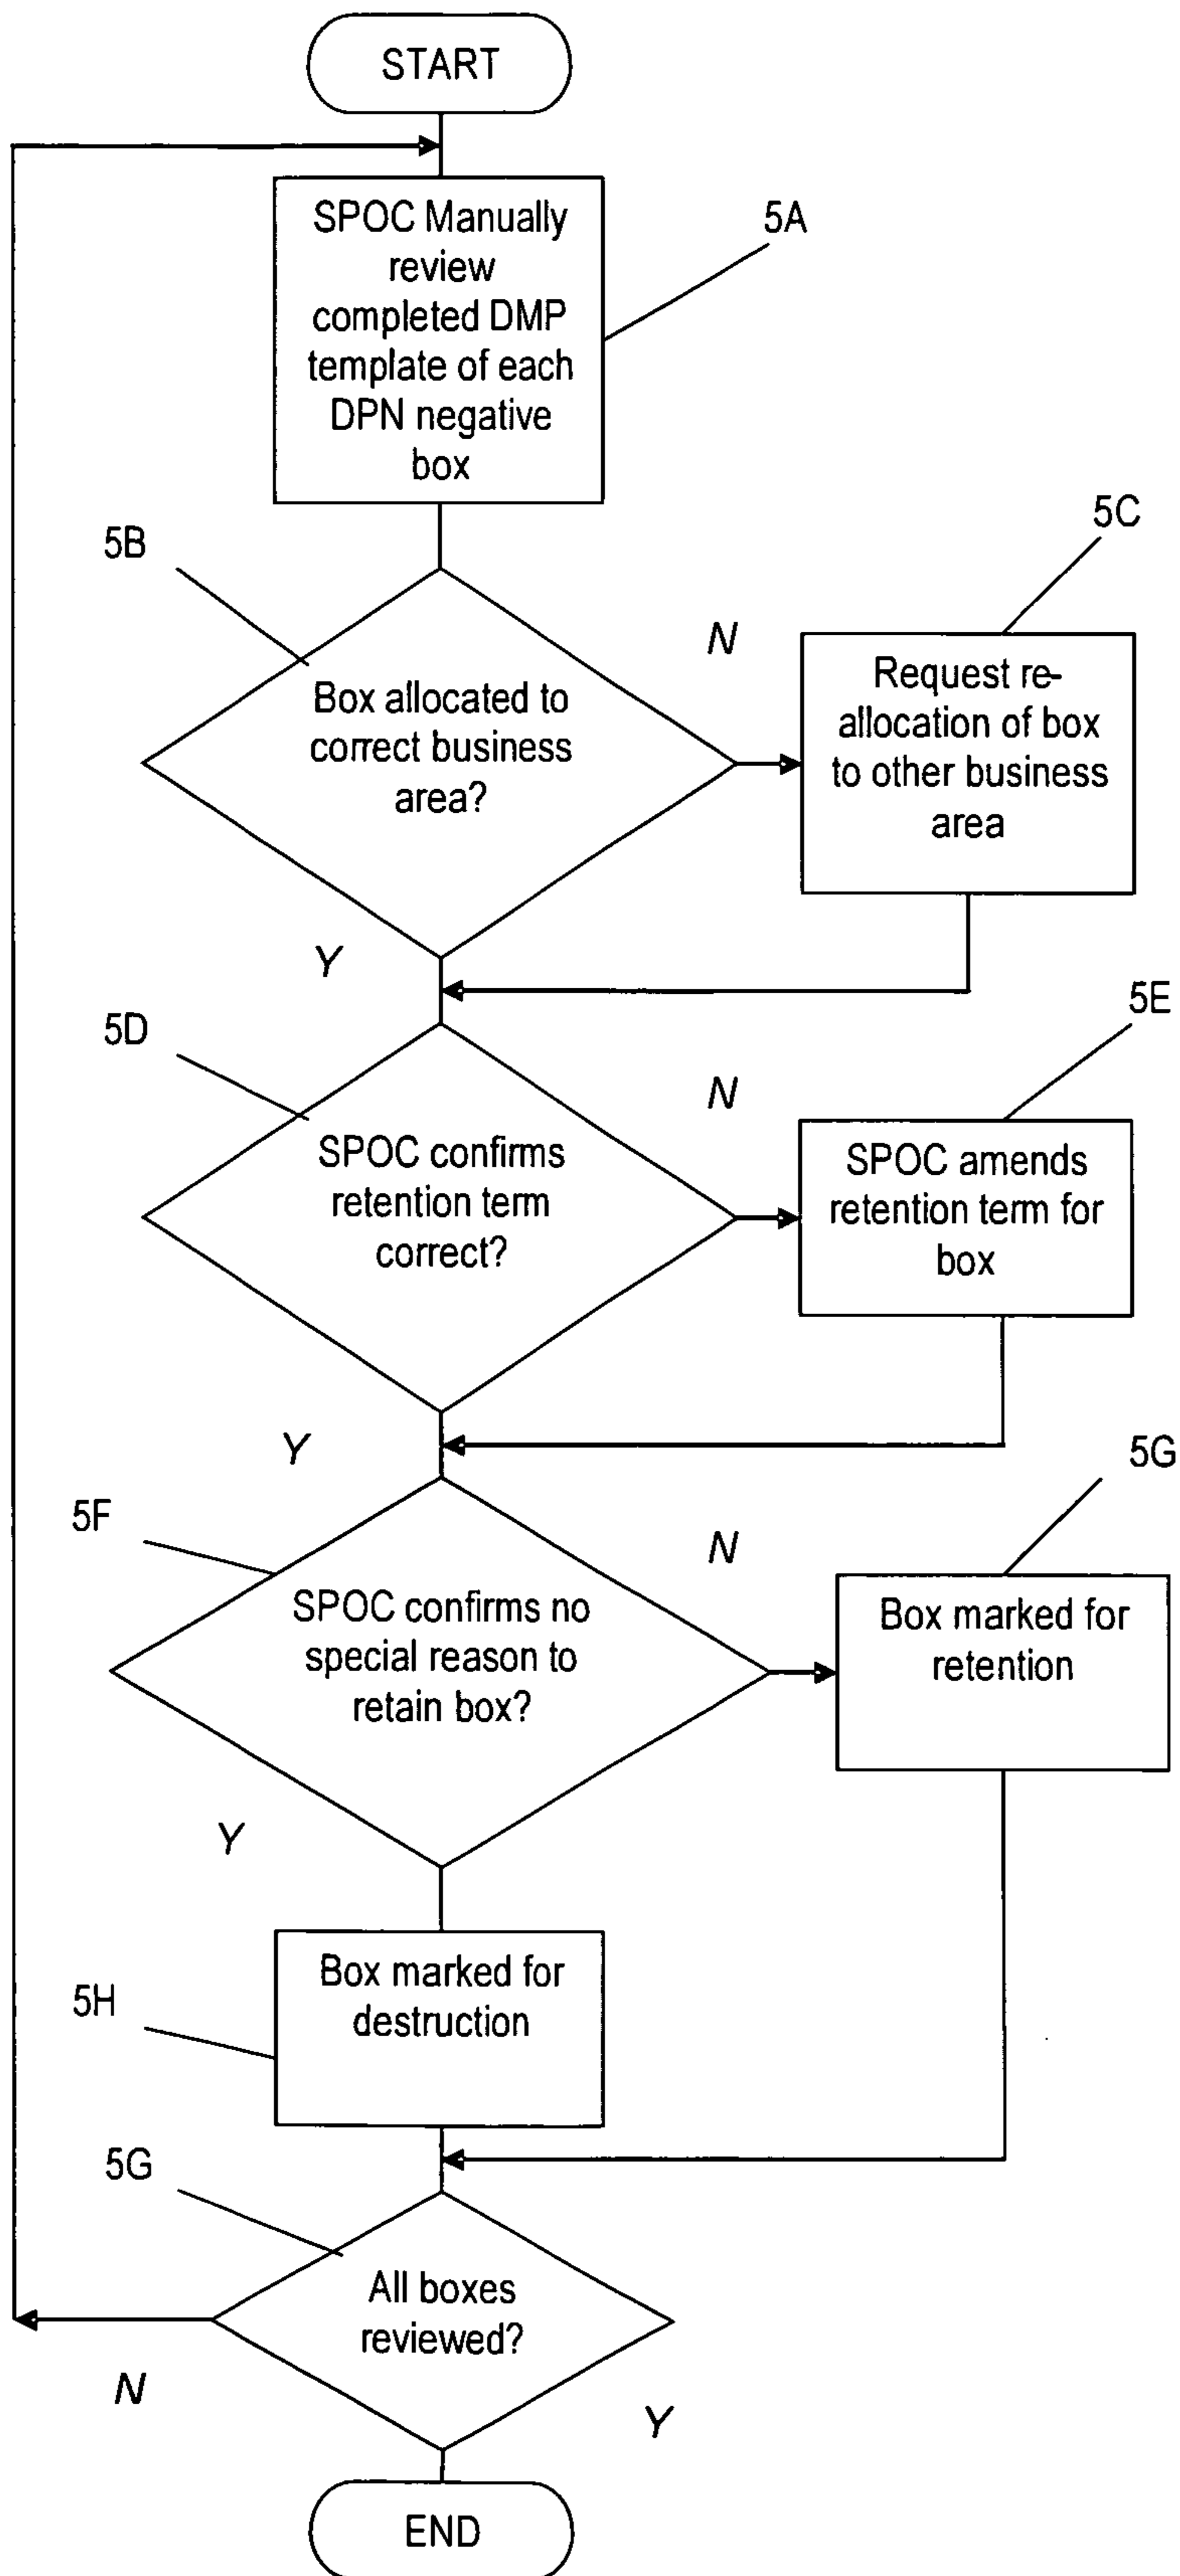 START
SPOC Manually
review
completed DMP
template of each
DPN negative
box
5A
5B
Box allocated to
correct business
area?
N
5C
Request re-
allocation of box
to other business
area
Y
5D
SPOC confirms
retention term
correct?
N
5E
SPOC amends
retention term for
box
Y
5F
SPOC confirms no
special reason to
retain box?
N
5G
Box marked for
retention
Y
5H
Box marked for
destruction
5G
All boxes
reviewed?
N
Y
END